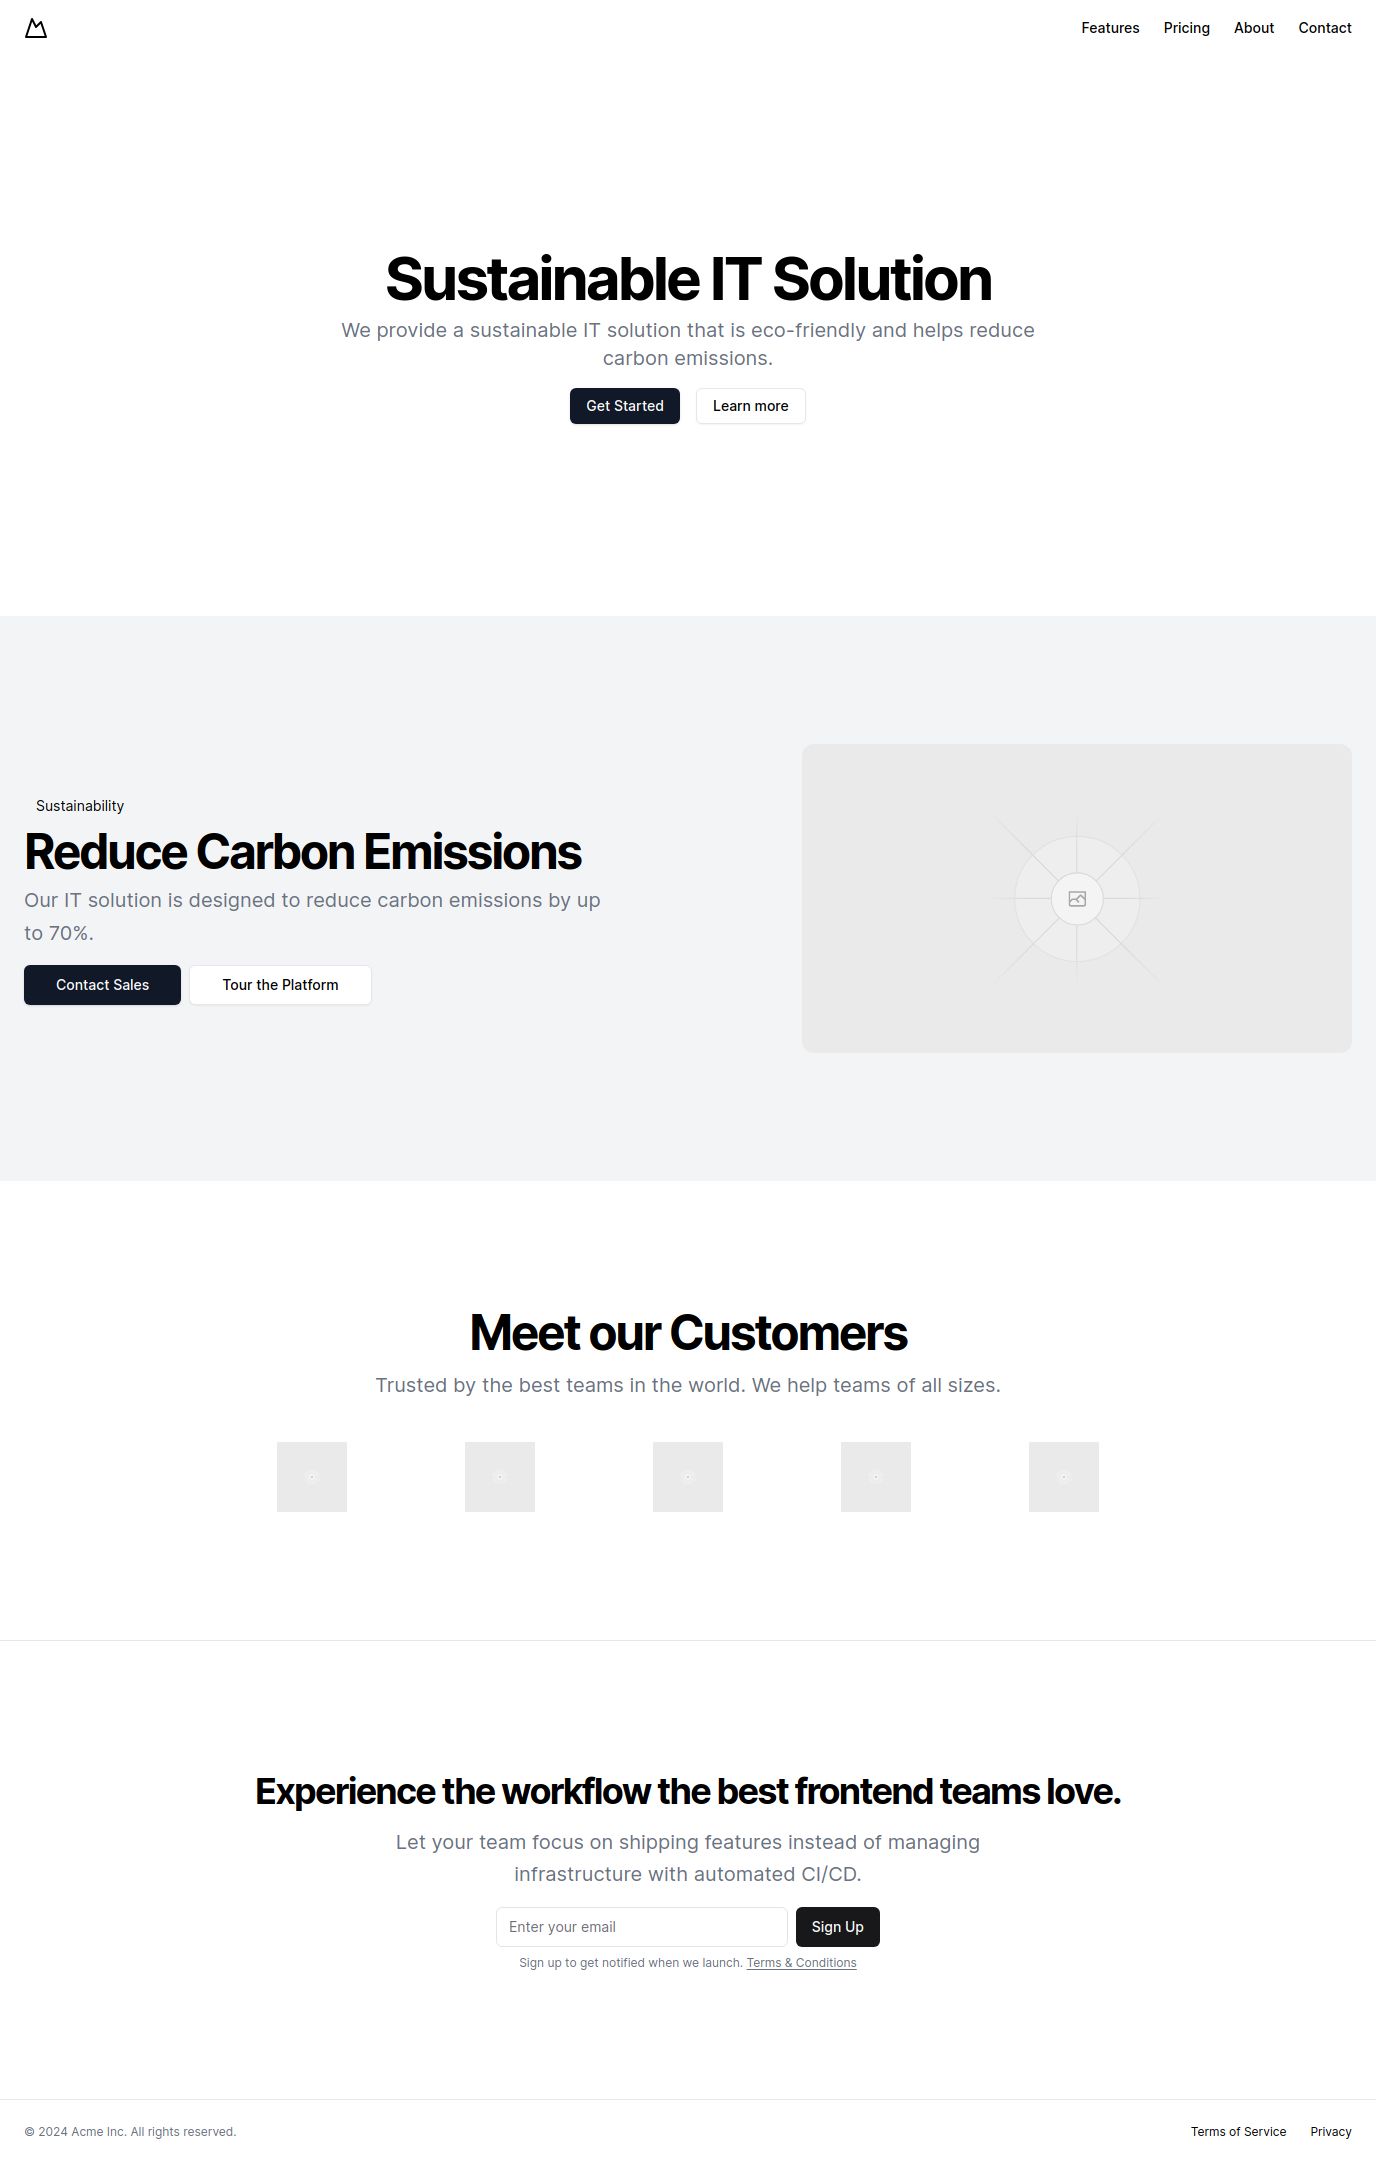 Features Pricing About Contact
Sustainable IT Solution
We provide a sustainable IT solution that is eco-friendly and helps reduce
carbon emissions.
Get Started Learn more
Sustainability
Reduce Carbon Emissions
Our IT solution is designed to reduce carbon emissions by up
to 70%.
Contact Sales Tour the Platform
Meet our Customers
Trusted by the best teams in the world. We help teams of all sizes.
Experience the workflow the best frontend teams love.
Let your team focus on shipping features instead of managing
infrastructure with automated CI/CD.
Enter your email Sign Up
Sign up to get notified when we launch. Terms & Conditions
© 2024 Acme Inc. All rights reserved. Terms of Service Privacy